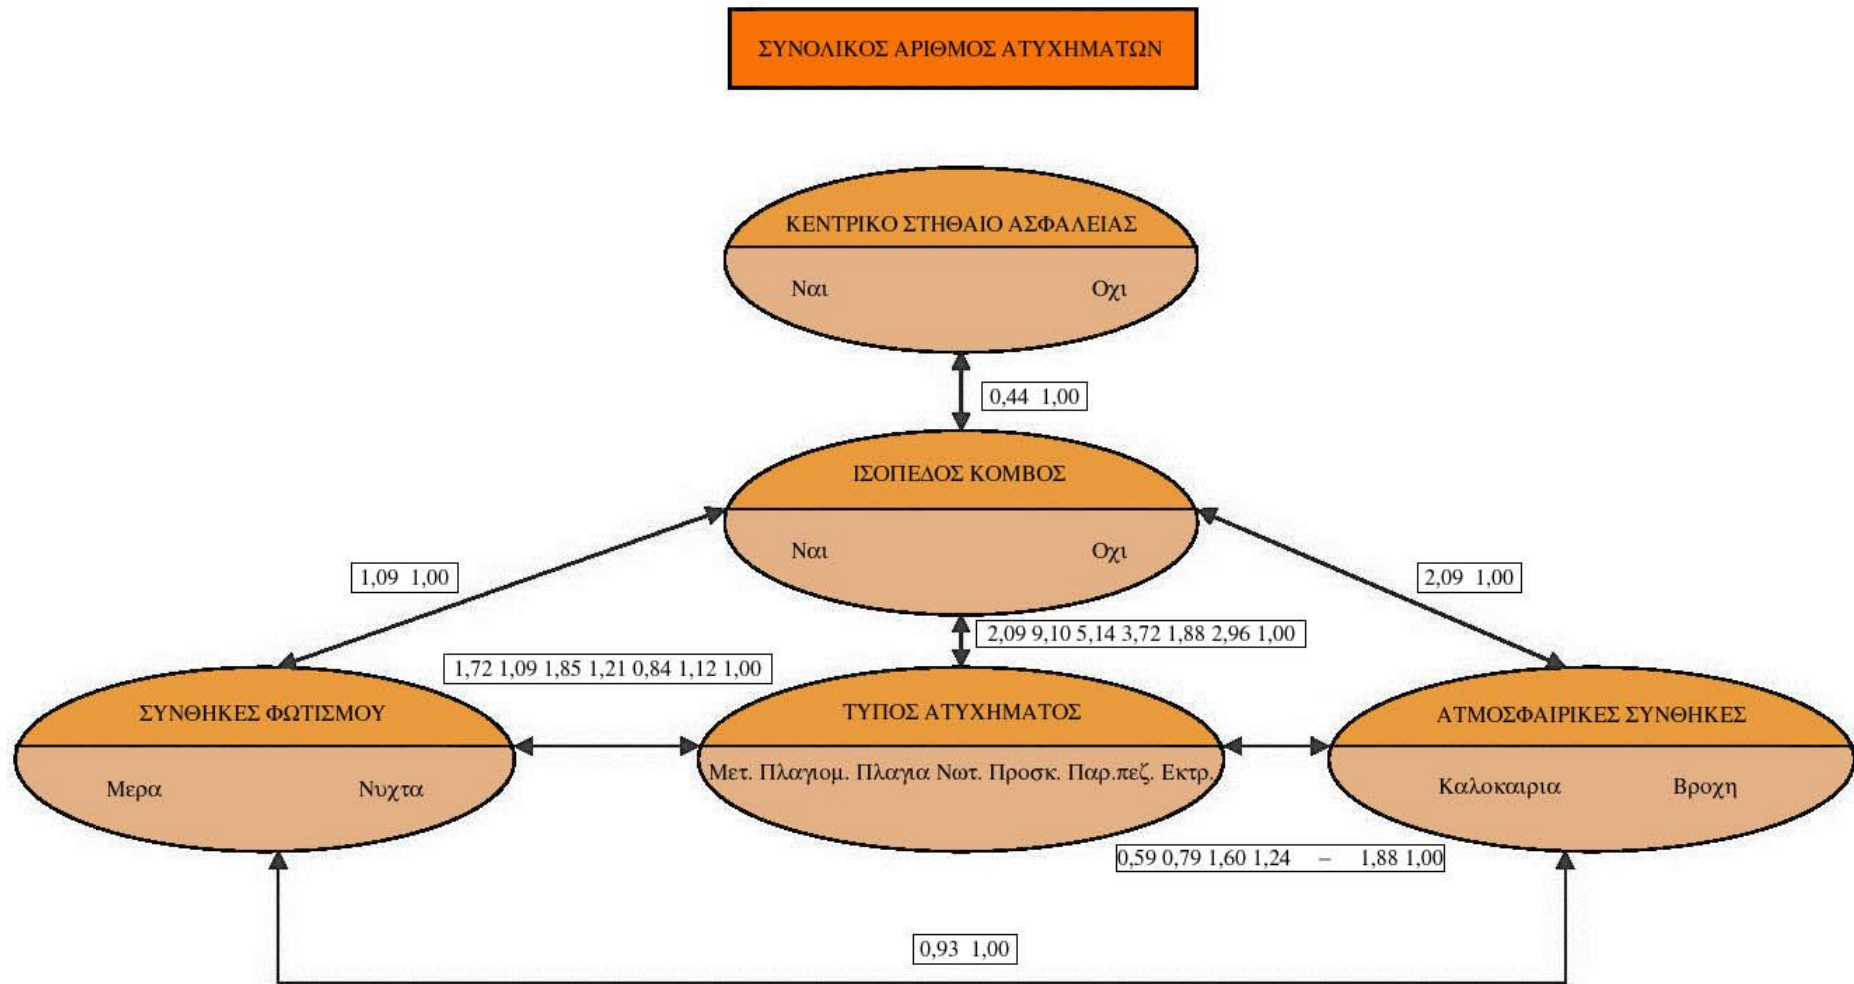 ΣΥΝΟΛΙΚΟΣ ΑΡΙΘΜΟΣ ΑΤΥΧΗΜΑΤΩΝ
ΚΕΝΤΡΙΚΟ ΣΤΗΘΑΙΟ ΑΣΦΑΛΕΙΑΣ
Ναι Οχι
0,44 1,00
ΙΣΟΠΕΔΟΣ ΚΟΜΒΟΣ
Ναι Οχι
1,09 1,00
2,09 1,00
2,09 9,10 5,14 3,72 1,88 2,96 1,00
1,72 1,09 1,85 1,21 0,84 1,12 1,00
ΣΥΝΘΗΚΕΣ ΦΩΤΙΣΜΟΥ
Μερα Νυχτα
ΤΥΠΟΣ ΑΤΥΧΗΜΑΤΟΣ
Μετ. Πλαγιομ. Πλαγια Νωτ. Προσκ. Παρ.πεζ. Εκτρ.
ΑΤΜΟΣΦΑΙΡΙΚΕΣ ΣΥΝΘΗΚΕΣ
Καλοκαιρια Βροχη
0,59 0,79 1,60 1,24 – 1,88 1,00
0,93 1,00